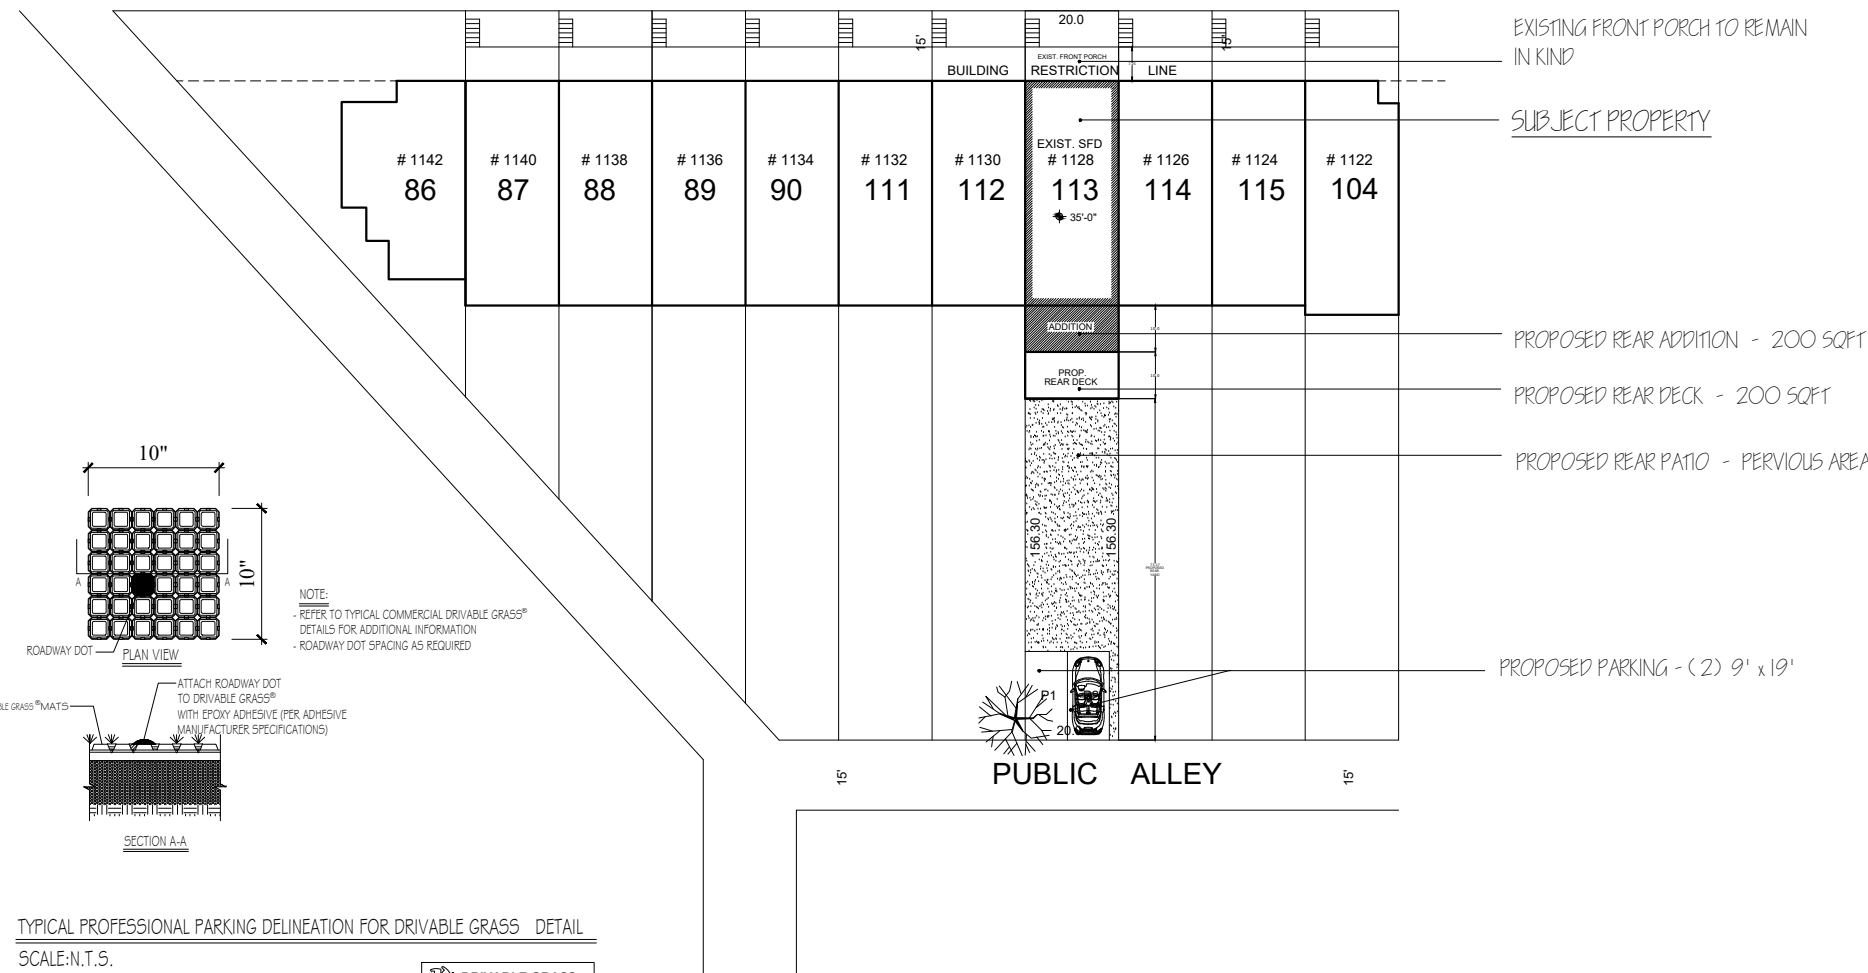 20.0
EXISTING FRONT PORCH TO REMAIN
IN KIND
15'
15'
EXIST. FRONT PORCH
BUILDING RESTRICTION LINE
SUBJECT PROPERTY
EXIST. SFD
# 1142
# 1140
# 1138
# 1136
# 1134
# 1132
# 1130
# 1128
# 1126
# 1124
# 1122
86
87
88
89
90
111
112
113
114
115
104
35'-0"
ADDITION
PROPOSED REAR ADDITION - 200 SQFT
PROP.
REAR DECK
PROPOSED REAR DECK - 200 SQFT
PROPOSED REAR PATIO - PERVIOUS AREA
156.30
156.30
PROPOSED PARKING - ( 2 ) 9' x 19'
P1
20.
PUBLIC ALLEY
15'
15'
10"
10"
A
A
NOTE:
- REFER TO TYPICAL COMMERCIAL DRIVABLE GRASS®
DETAILS FOR ADDITIONAL INFORMATION
- ROADWAY DOT SPACING AS REQUIRED
ROADWAY DOT
PLAN VIEW
ATTACH ROADWAY DOT
TO DRIVABLE GRASS®
WITH EPOXY ADHESIVE (PER ADHESIVE
MANUFACTURER SPECIFICATIONS)
BLE GRASS ® MATS
SECTION A-A
TYPICAL PROFESSIONAL PARKING DELINEATION FOR DRIVABLE GRASS DETAIL
SCALE:N.T.S.